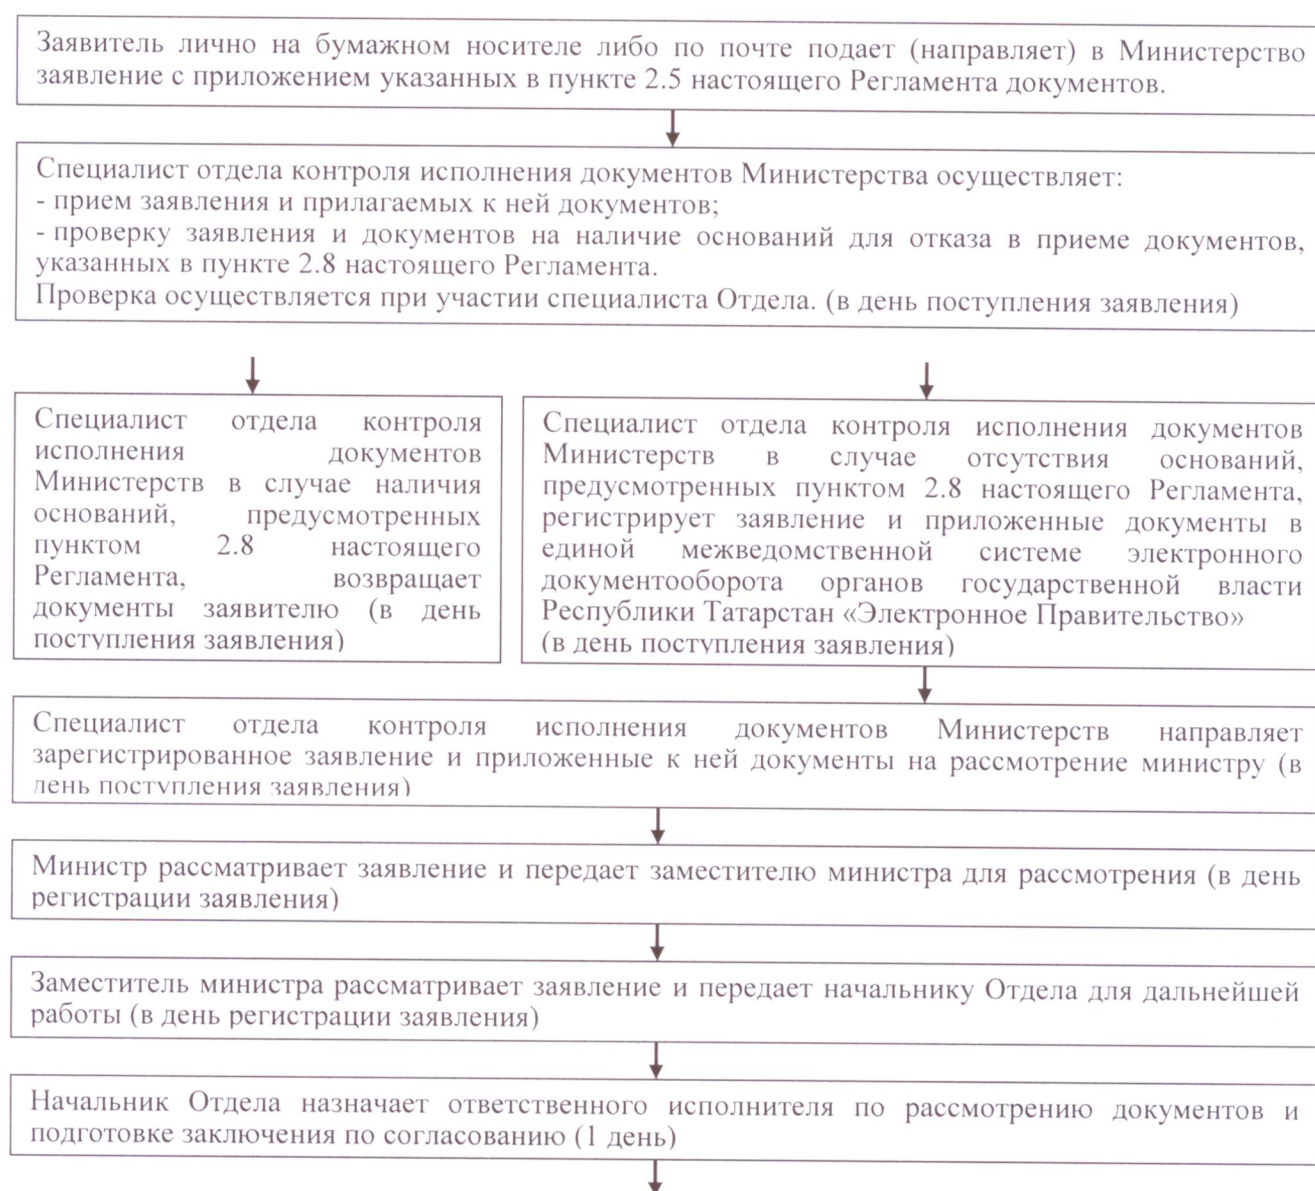 Заявитель лично на бумажном носителе либо по почте подает (направляет) в Министерство
заявление с приложением указанных в пункте 2.5 настоящего Регламента документов.
Специалист отдела контроля исполнения документов Министерства осуществляет:
- прием заявления и прилагаемых к ней документов;
- проверку заявления и документов на наличие оснований для отказа в приеме документов,
указанных в пункте 2.8 настоящего Регламента.
Проверка осуществляется при участии специалиста Отдела. (в день поступления заявления)
Специалист отдела контроля
исполнения документов
Министерств в случае наличия
оснований, предусмотренных
пунктом 2.8 настоящего
Регламента, возвращает
документы заявителю (в день
поступления заявления)
Специалист отдела контроля исполнения документов
Министерств в случае отсутствия оснований,
предусмотренных пунктом 2.8 настоящего Регламента,
регистрирует заявление и приложенные документы в
единой межведомственной системе электронного
документооборота органов государственной власти
Республики Татарстан «Электронное Правительство»
(в день поступления заявления)
Специалист отдела контроля исполнения документов Министерств направляет
зарегистрированное заявление и приложенные к ней документы на рассмотрение министру (в
день поступления заявления)
Министр рассматривает заявление и передает заместителю министра для рассмотрения (в день
регистрации заявления)
Заместитель министра рассматривает заявление и передает начальнику Отдела для дальнейшей
работы (в день регистрации заявления)
Начальник Отдела назначает ответственного исполнителя по рассмотрению документов и
подготовке заключения по согласованию (1 день)